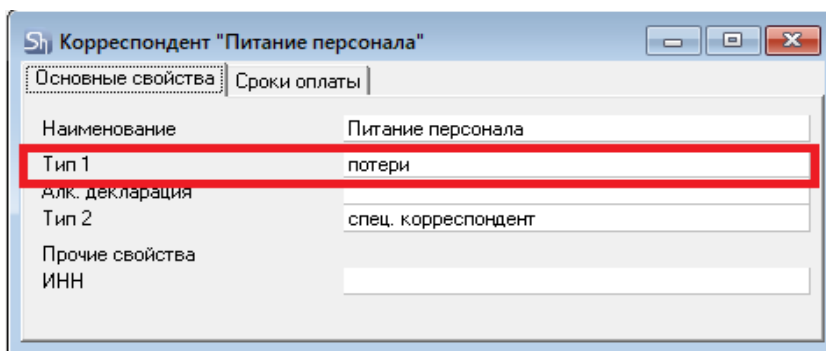 Sh Корреспондент "Питание персонала"
Основные свойства Сроки оплаты
Наименование Питание персонала
Тип 1 потери
Алк. декларация
Тип 2 спец. корреспондент
Прочие свойства
ИНН